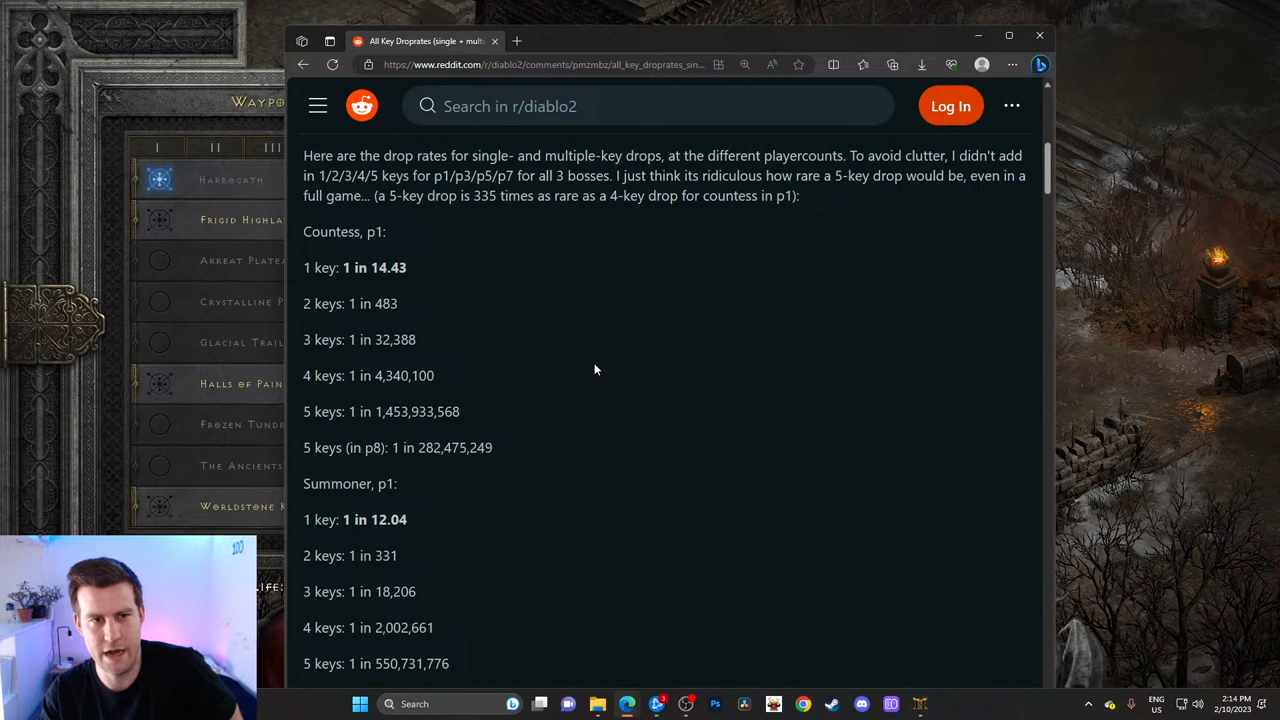 All Key Droprates (single + mult
https://www.reddit.com/r/diablo2/comments/pmzmbz/all_key_droprates_sin...
Search in r/diablo2
Log In
Here are the drop rates for single- and multiple-key drops, at the different playercounts. To avoid clutter, I didn't add
in 1/2/3/4/5 keys for p1/p3/p5/p7 for all 3 bosses. I just think its ridiculous how rare a 5-key drop would be, even in a
full game... (a 5-key drop is 335 times as rare as a 4-key drop for countess in p1):
Countess, p1:
1 key: 1 in 14.43
2 keys: 1 in 483
3 keys: 1 in 32,388
4 keys: 1 in 4,340,100
5 keys: 1 in 1,453,933,568
5 keys (in p8): 1 in 282,475,249
Summoner, p1:
1 key: 1 in 12.04
2 keys: 1 in 331
3 keys: 1 in 18,206
4 keys: 1 in 2,002,661
5 keys: 1 in 550,731,776
Waypo
I II III
Harrogath
Frigid Highla
Arreat Platea
Crystalline P
Glacial Trail
Halls of Pain
Frozen Tundr
The Ancients
Worldstone K
LIFE:
100
Search
3
ENG
US
2:14 PM
2/10/2023